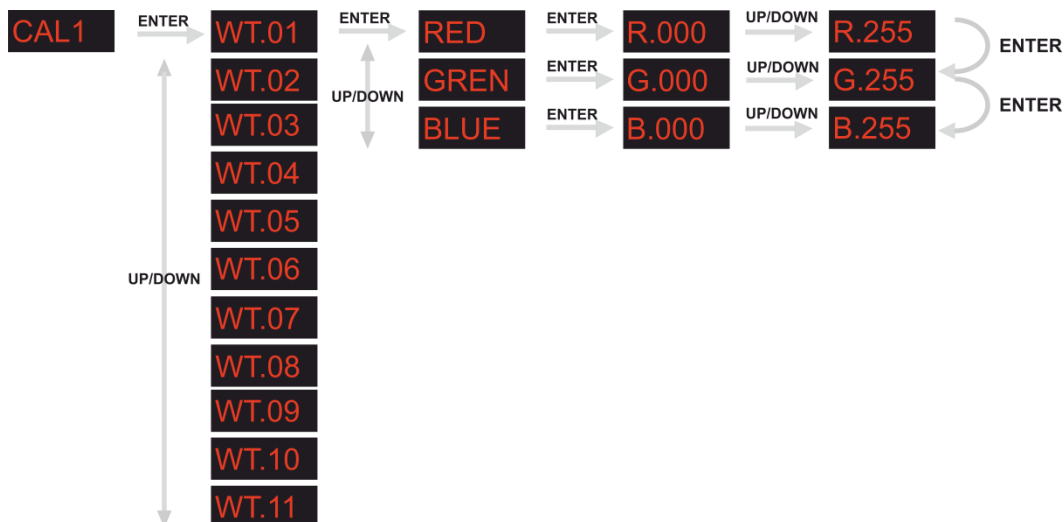 CAL1 ENTER WT.01 ENTER RED ENTER R.000 UP/DOWN R.255 ENTER
WT.02 UP/DOWN GREN ENTER G.000 UP/DOWN G.255 ENTER
WT.03 BLUE ENTER B.000 UP/DOWN B.255
WT.04
WT.05
UP/DOWN WT.06
WT.07
WT.08
WT.09
WT.10
WT.11